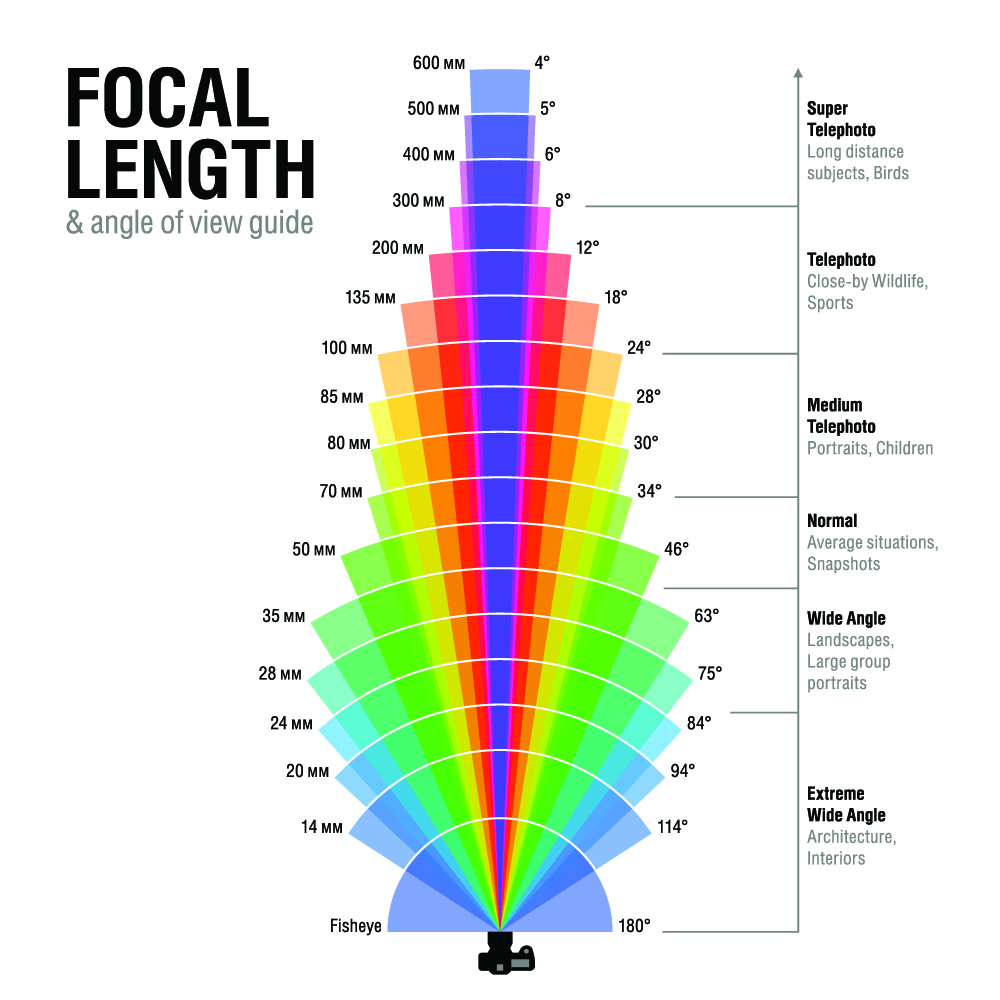 FOCAL
LENGTH
& angle of view guide
600 мм 4°
500 мм 5°
400 мм 6°
300 мм 8°
200 мм 12°
135 мм 18°
100 мм 24°
85 мм 28°
80 мм 30°
70 мм 34°
50 мм 46°
35 мм 63°
28 мм 75°
24 мм 84°
20 мм 94°
14 мм 114°
Fisheye 180°
Super
Telephoto
Long distance
subjects, Birds
Telephoto
Close-by Wildlife,
Sports
Medium
Telephoto
Portraits, Children
Normal
Average situations,
Snapshots
Wide Angle
Landscapes,
Large group
portraits
Extreme
Wide Angle
Architecture,
Interiors